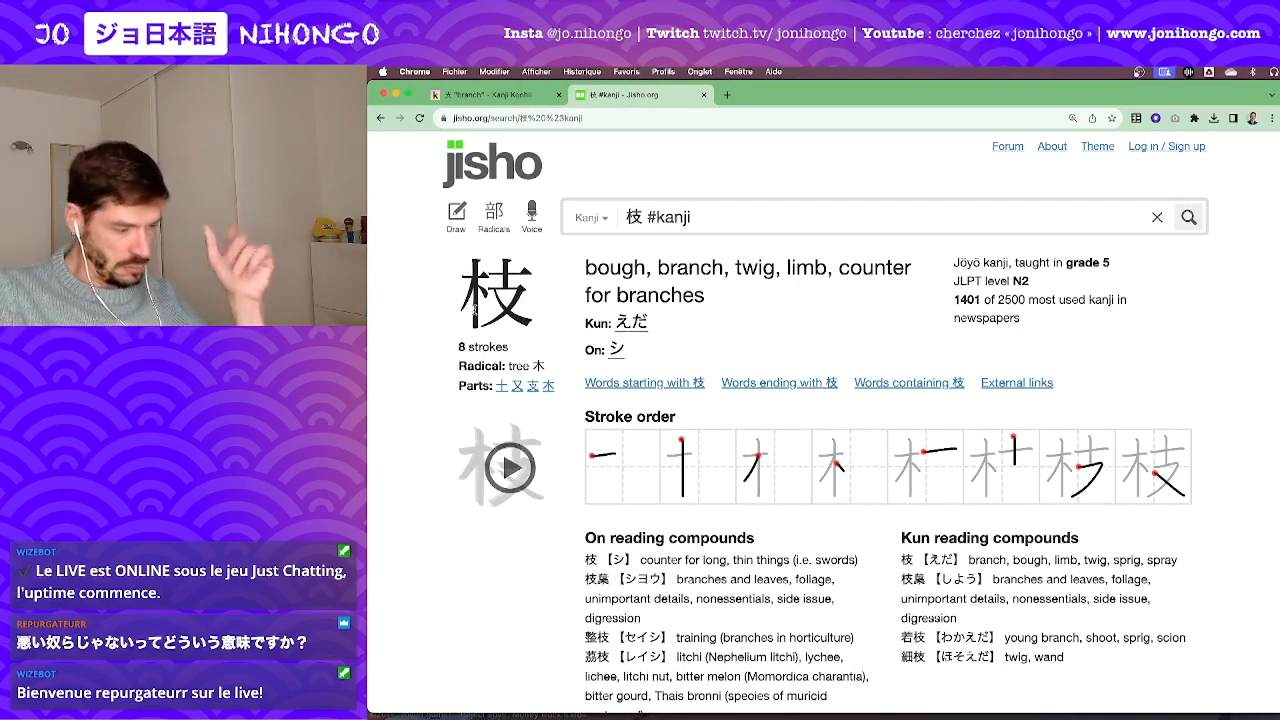 JO ジョ日本語 NIHONGO
Insta @jo.nihongo | Twitch twitch.tv/ jonihongo | Youtube : cherchez « jonihongo » | www.jonihongo.com
Chrome Fichier Modifier Afficher Historique Favoris Profils Onglet Fenêtre Aide
枝 "branch" - Kanji Koohii
枝 #kanji - Jisho.org
jisho.org/search/枝%20%23kanji
jisho
Forum About Theme Log in / Sign up
Draw 部 Radicals Voice
Kanji 枝 #kanji
枝
8 strokes
Radical: tree 木
Parts: 十 又 支 木
bough, branch, twig, limb, counter
for branches
Kun: えだ
On: シ
Jōyō kanji, taught in grade 5
JLPT level N2
1401 of 2500 most used kanji in
newspapers
Words starting with 枝 Words ending with 枝 Words containing 枝 External links
Stroke order
枝
On reading compounds
枝 【シ】 counter for long, thin things (i.e. swords)
枝葉 【シヨウ】 branches and leaves, foliage,
unimportant details, nonessentials, side issue,
digression
整枝 【セイシ】 training (branches in horticulture)
茘枝 【レイシ】 litchi (Nephelium litchi), lychee,
lichee, litchi nut, bitter melon (Momordica charantia),
bitter gourd, Thais bronni (species of muricid
Kun reading compounds
枝 【えだ】 branch, bough, limb, twig, sprig, spray
枝葉 【しよう】 branches and leaves, foliage,
unimportant details, nonessentials, side issue,
digression
若枝 【わかえだ】 young branch, shoot, sprig, scion
細枝 【ほそえだ】 twig, wand
WIZEBOT
✓ Le LIVE est ONLINE sous le jeu Just Chatting,
l'uptime commence.
REPURGATEURR
悪い奴らじゃないってどういう意味ですか？
WIZEBOT
Bienvenue repurgateurr sur le live!